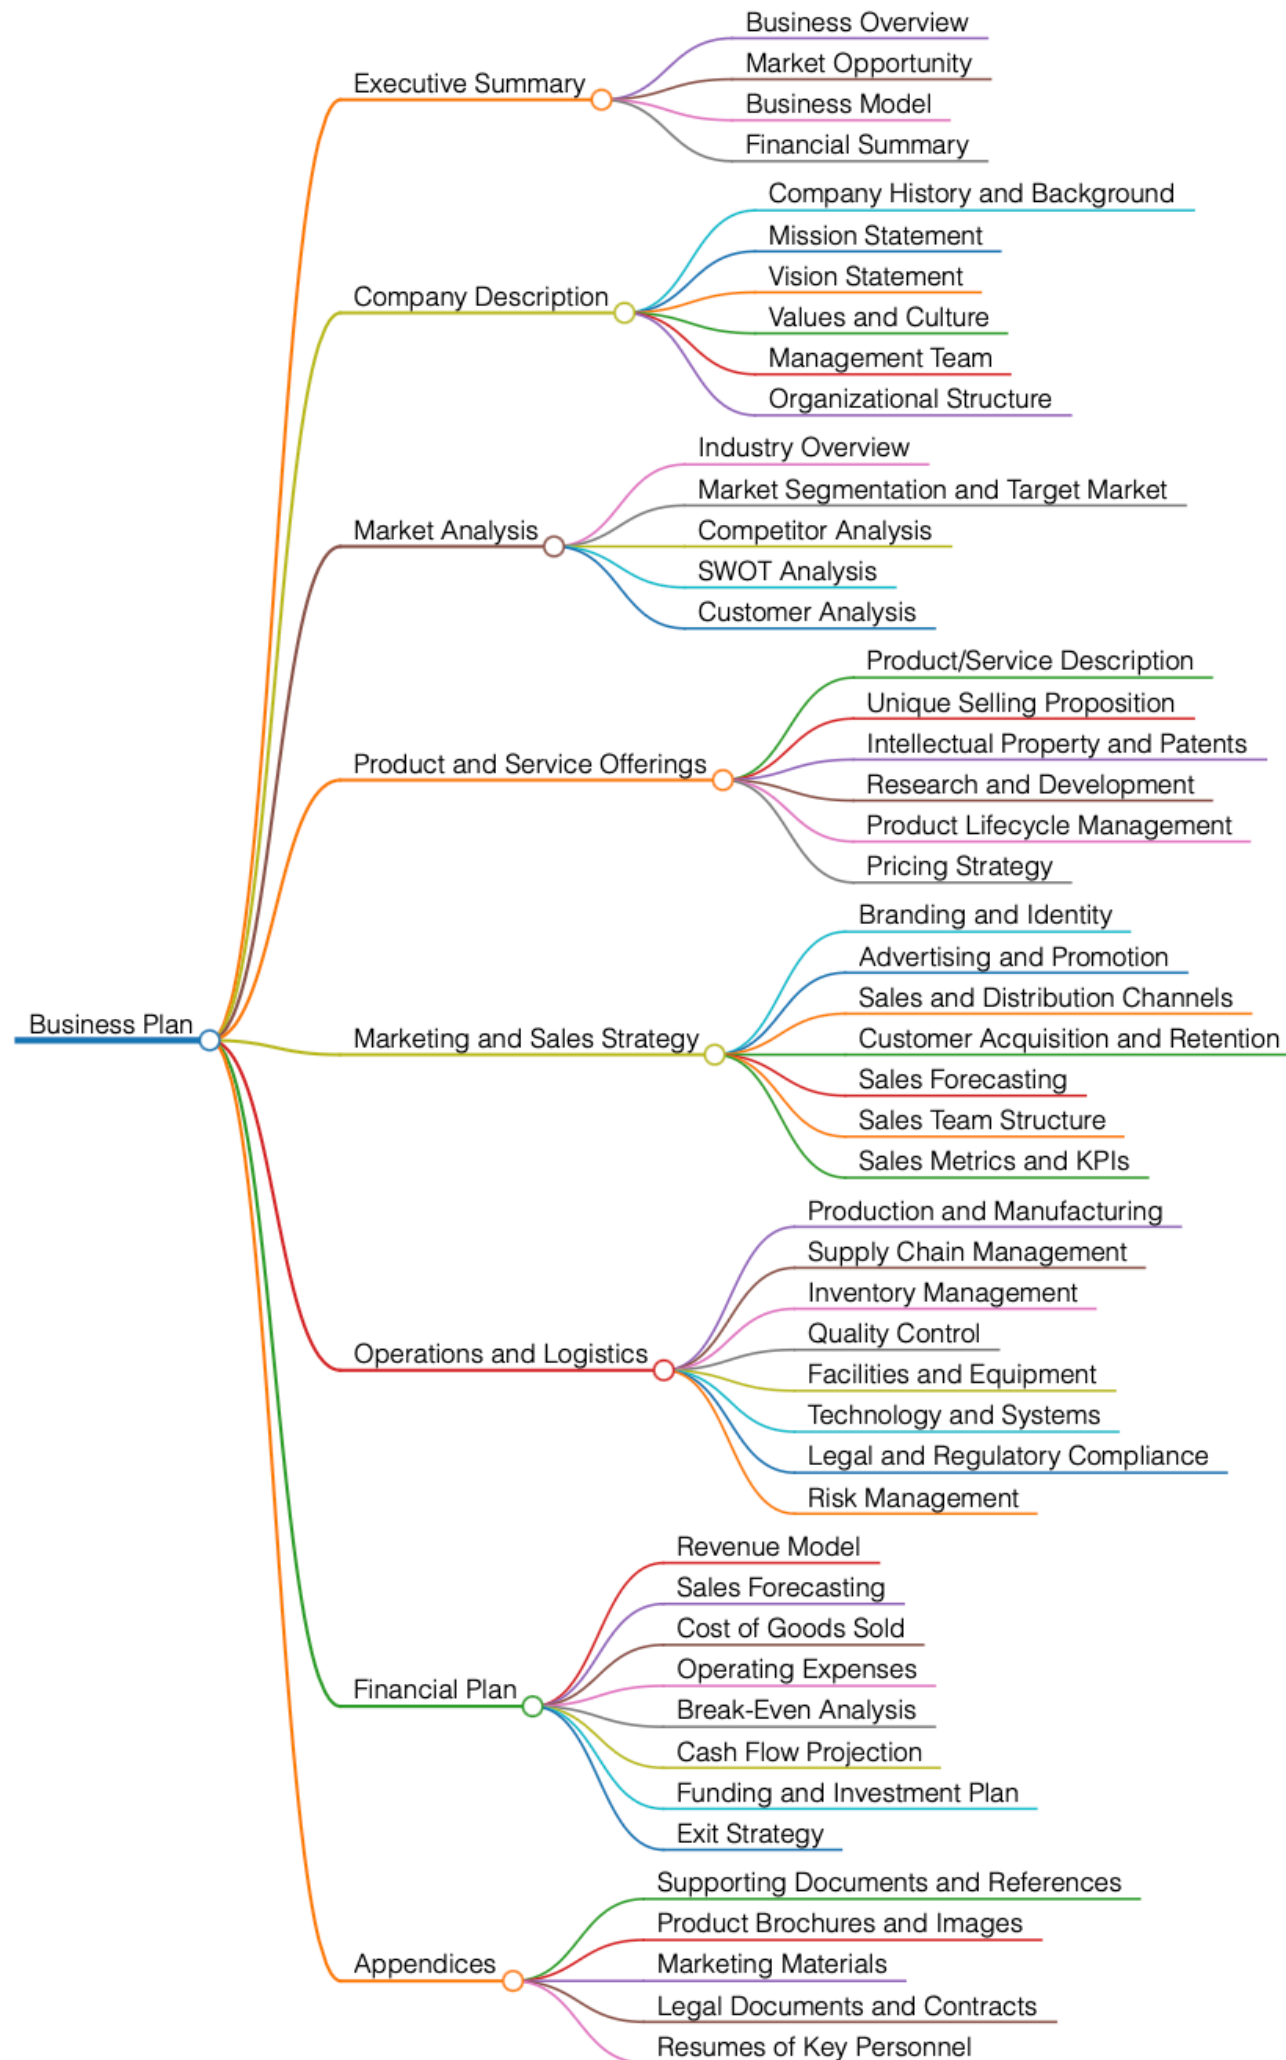 Business Plan
Executive Summary
Business Overview
Market Opportunity
Business Model
Financial Summary
Company Description
Company History and Background
Mission Statement
Vision Statement
Values and Culture
Management Team
Organizational Structure
Market Analysis
Industry Overview
Market Segmentation and Target Market
Competitor Analysis
SWOT Analysis
Customer Analysis
Product and Service Offerings
Product/Service Description
Unique Selling Proposition
Intellectual Property and Patents
Research and Development
Product Lifecycle Management
Pricing Strategy
Marketing and Sales Strategy
Branding and Identity
Advertising and Promotion
Sales and Distribution Channels
Customer Acquisition and Retention
Sales Forecasting
Sales Team Structure
Sales Metrics and KPIs
Operations and Logistics
Production and Manufacturing
Supply Chain Management
Inventory Management
Quality Control
Facilities and Equipment
Technology and Systems
Legal and Regulatory Compliance
Risk Management
Financial Plan
Revenue Model
Sales Forecasting
Cost of Goods Sold
Operating Expenses
Break-Even Analysis
Cash Flow Projection
Funding and Investment Plan
Exit Strategy
Appendices
Supporting Documents and References
Product Brochures and Images
Marketing Materials
Legal Documents and Contracts
Resumes of Key Personnel